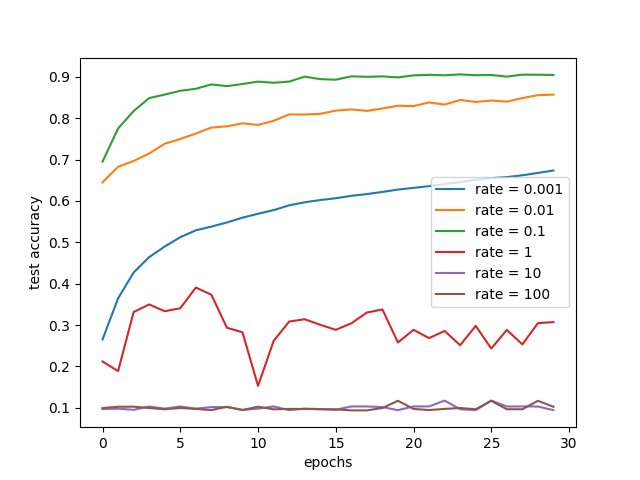 0.9
0.8
0.7
0.6
0.5
0.4
0.3
0.2
0.1
test accuracy
rate = 0.001
rate = 0.01
rate = 0.1
rate = 1
rate = 10
rate = 100
0 5 10 15 20 25 30
epochs